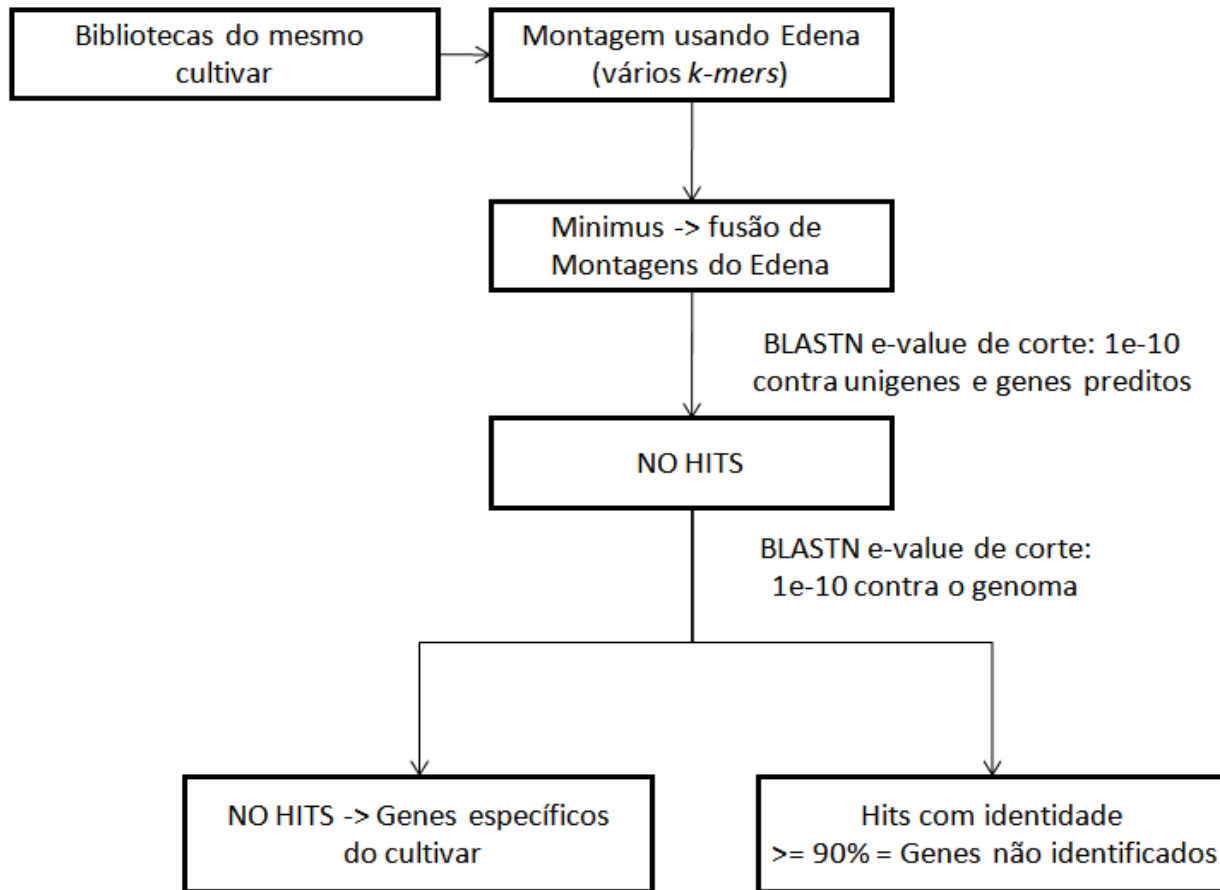 Bibliotecas do mesmo
cultivar
Montagem usando Edena
(vários k-mers)
Minimus -> fusão de
Montagens do Edena
BLASTN e-value de corte: 1e-10
contra unigenes e genes preditos
NO HITS
BLASTN e-value de corte:
1e-10 contra o genoma
NO HITS -> Genes específicos
do cultivar
Hits com identidade
>= 90% = Genes não identificados